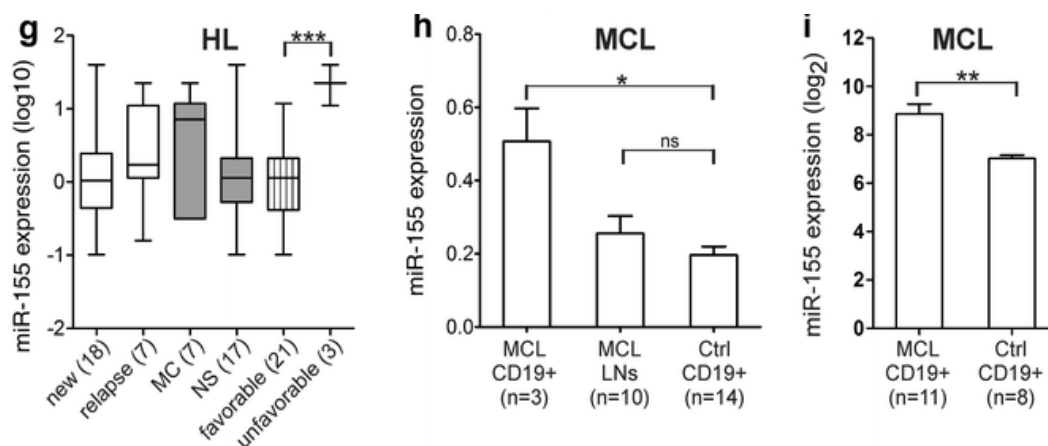 g
HL
***
miR-155 expression (log10)
2
1
0
-1
-2
new (18)
relapse (7)
MC (7)
NS (17)
favorable (21)
unfavorable (3)
h
MCL
*
ns
miR-155 expression
0.8
0.6
0.4
0.2
0.0
MCL
CD19+
(n=3)
MCL
LNs
(n=10)
Ctrl
CD19+
(n=14)
i
MCL
**
miR-155 expression (log2)
12
10
8
6
4
2
0
MCL
CD19+
(n=11)
Ctrl
CD19+
(n=8)